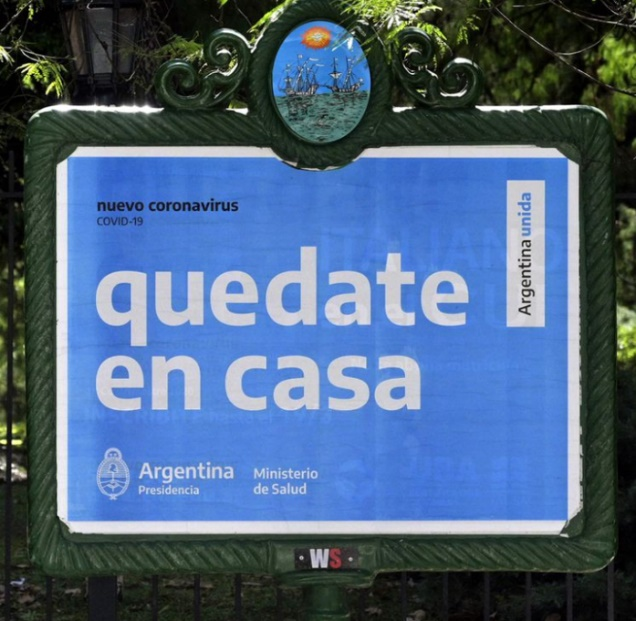 nuevo coronavirus
COVID-19
Argentina unida
quedate
en casa
Argentina
Presidencia
Ministerio
de Salud
WS